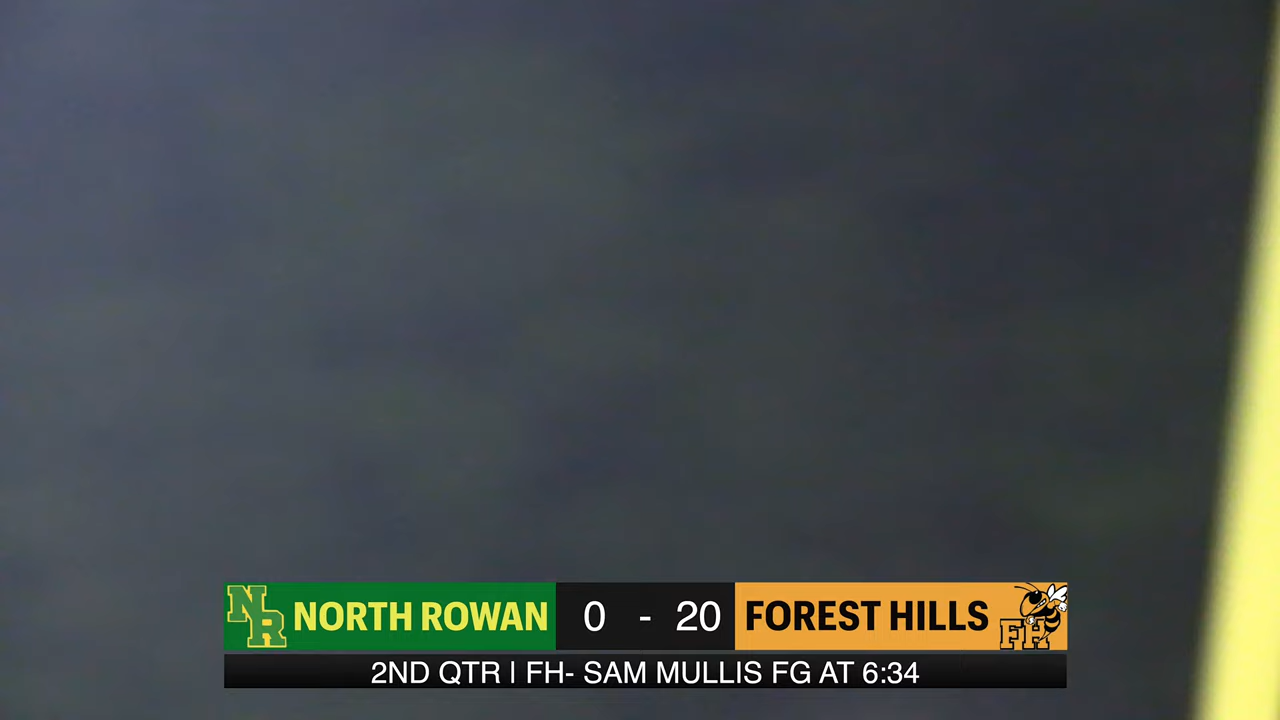 NR NORTH ROWAN 0 - 20 FOREST HILLS FH
2ND QTR | FH- SAM MULLIS FG AT 6:34